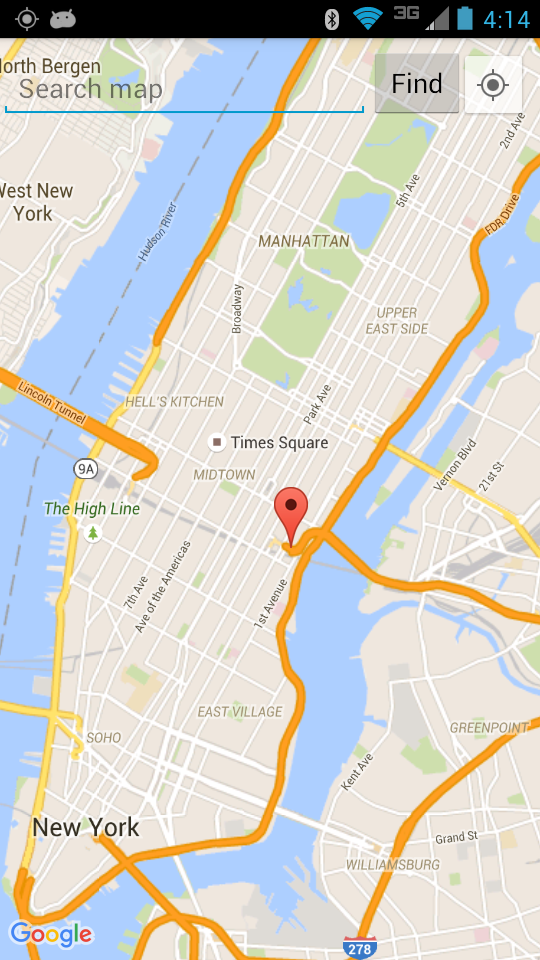 3G 4:14
orth Bergen
Search map
Find
2nd Ave
West New
York
5th Ave
FDR Drive
Hudson River
MANHATTAN
Broadway
UPPER
EAST SIDE
Lincoln Tunnel
HELL'S KITCHEN
Park Ave
Times Square
Vernon Blvd
9A
MIDTOWN
21st St
The High Line
7th Ave
Ave of the Americas
1st Avenue
EAST VILLAGE
SOHO
GREENPOINT
Kent Ave
New York
Grand St
WILLIAMSBURG
Google
278